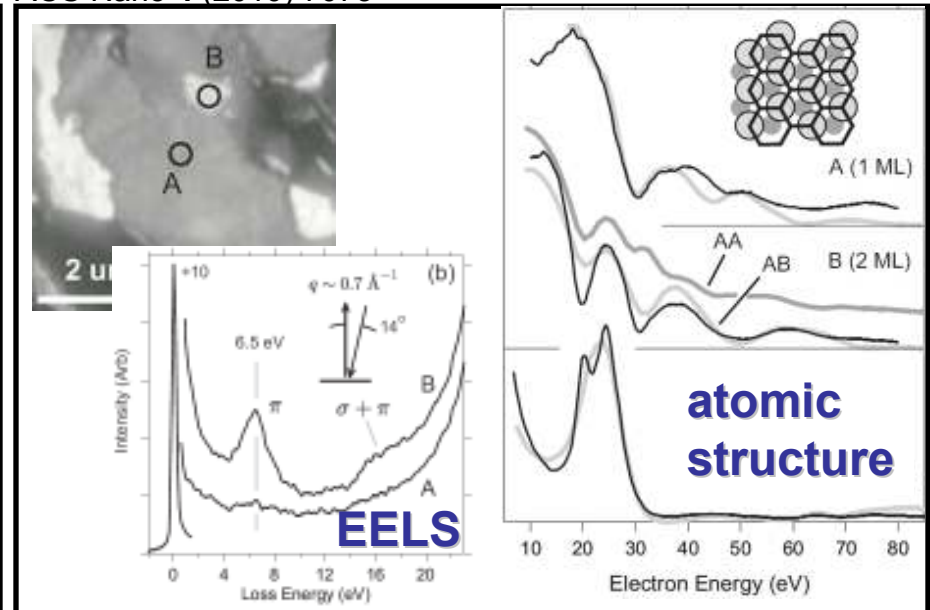 B
A
2 u
(b)
÷10
q ~ 0.7 Å⁻¹
14°
6.5 eV
π
σ + π
B
A
Intensity (Arb)
0
4
8
12
16
20
Loss Energy (eV)
EELS
A (1 ML)
AA
AB
B (2 ML)
atomic
structure
10
20
30
40
50
60
70
80
Electron Energy (eV)